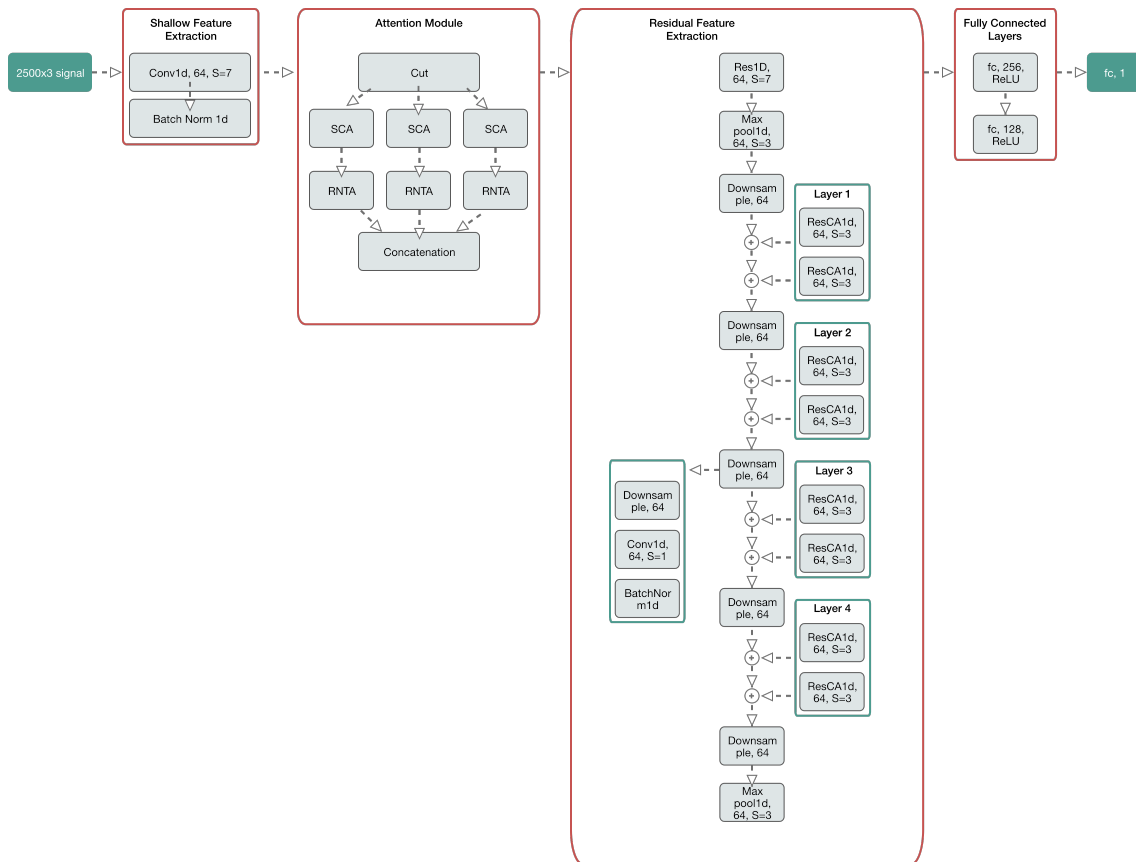 2500x3 signal
Shallow Feature
Extraction
Conv1d, 64, S=7
Batch Norm 1d
Attention Module
Cut
SCA
SCA
SCA
RNTA
RNTA
RNTA
Concatenation
Residual Feature
Extraction
Res1D,
64, S=7
Max
pool1d,
64, S=3
Downsam
ple, 64
Layer 1
ResCA1d,
64, S=3
ResCA1d,
64, S=3
Downsam
ple, 64
Layer 2
ResCA1d,
64, S=3
ResCA1d,
64, S=3
Downsam
ple, 64
Downsam
ple, 64
Conv1d,
64, S=1
BatchNor
m1d
Layer 3
ResCA1d,
64, S=3
ResCA1d,
64, S=3
Downsam
ple, 64
Layer 4
ResCA1d,
64, S=3
ResCA1d,
64, S=3
Downsam
ple, 64
Max
pool1d,
64, S=3
Fully Connected
Layers
fc, 256,
ReLU
fc, 128,
ReLU
fc, 1